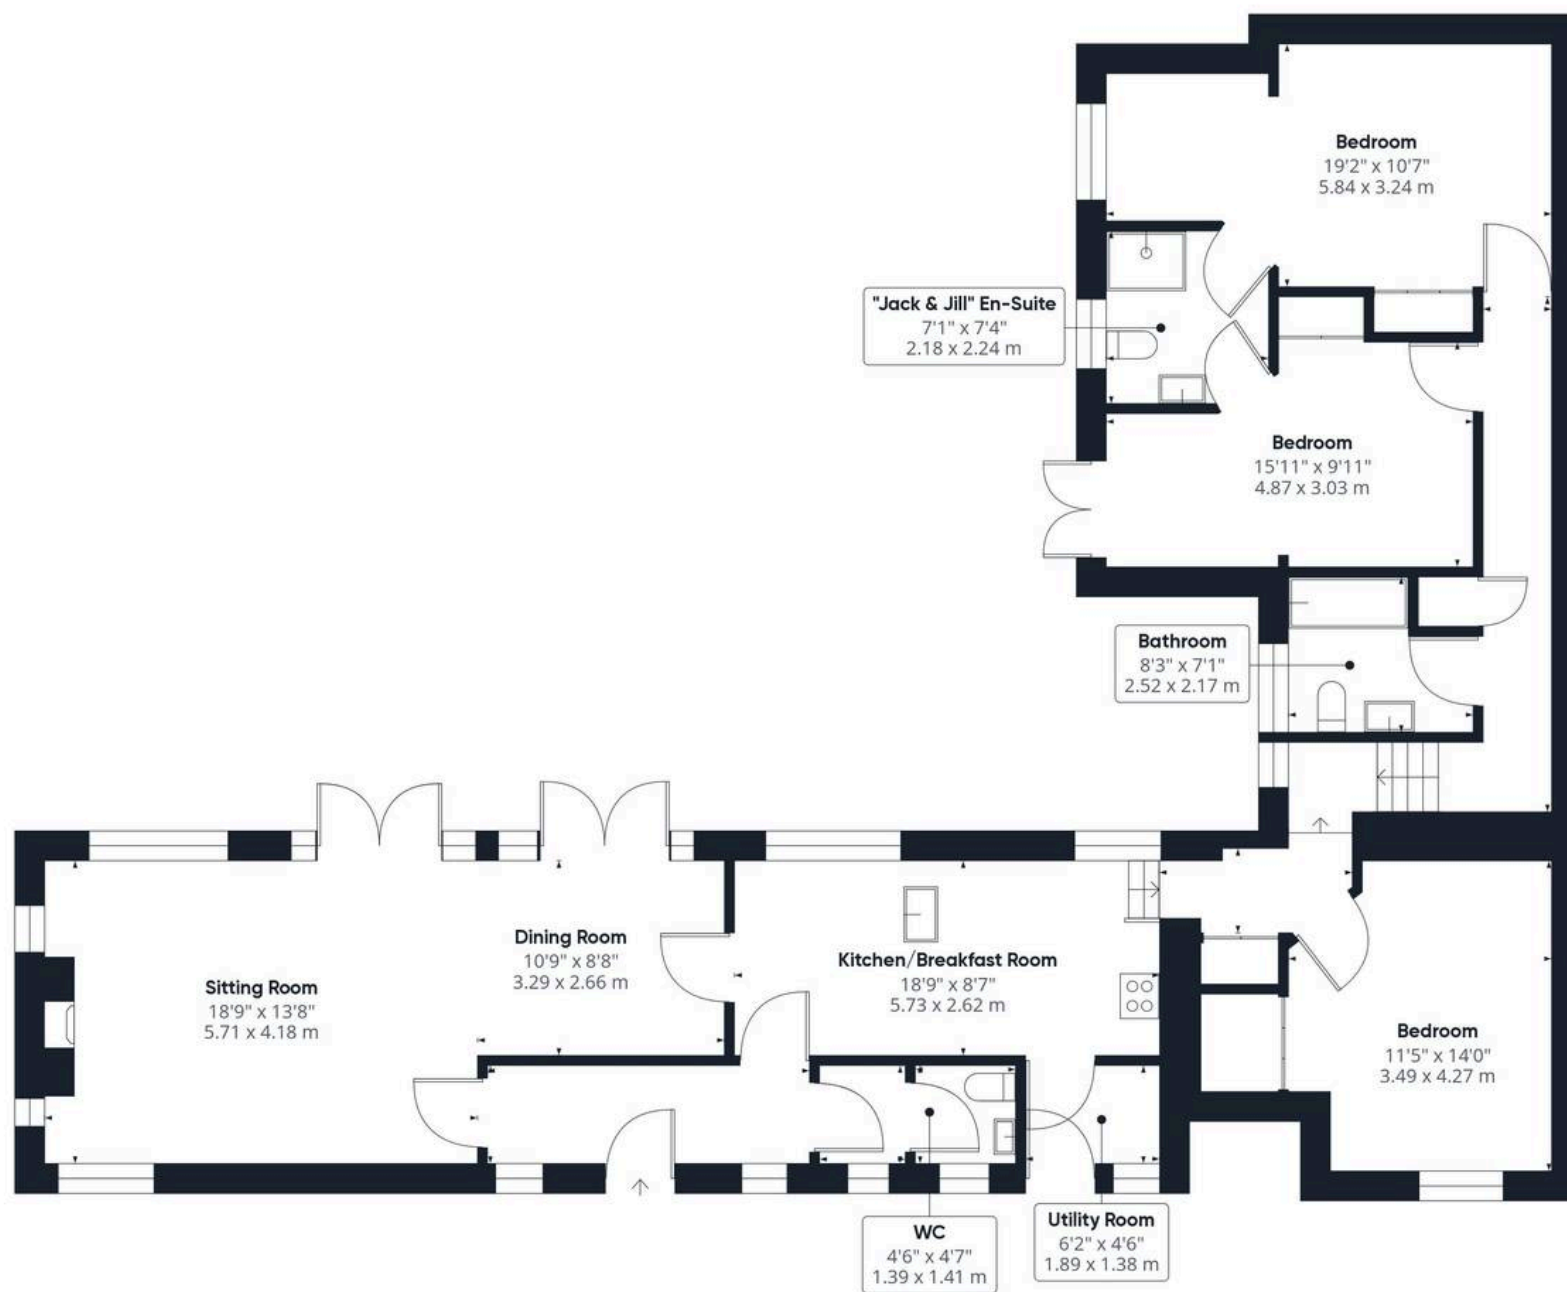 Bedroom
19'2" x 10'7"
5.84 x 3.24 m
"Jack & Jill" En-Suite
7'1" x 7'4"
2.18 x 2.24 m
Bedroom
15'11" x 9'11"
4.87 x 3.03 m
Bathroom
8'3" x 7'1"
2.52 x 2.17 m
Dining Room
10'9" x 8'8"
3.29 x 2.66 m
Kitchen/Breakfast Room
18'9" x 8'7"
5.73 x 2.62 m
Sitting Room
18'9" x 13'8"
5.71 x 4.18 m
Bedroom
11'5" x 14'0"
3.49 x 4.27 m
WC
4'6" x 4'7"
1.39 x 1.41 m
Utility Room
6'2" x 4'6"
1.89 x 1.38 m